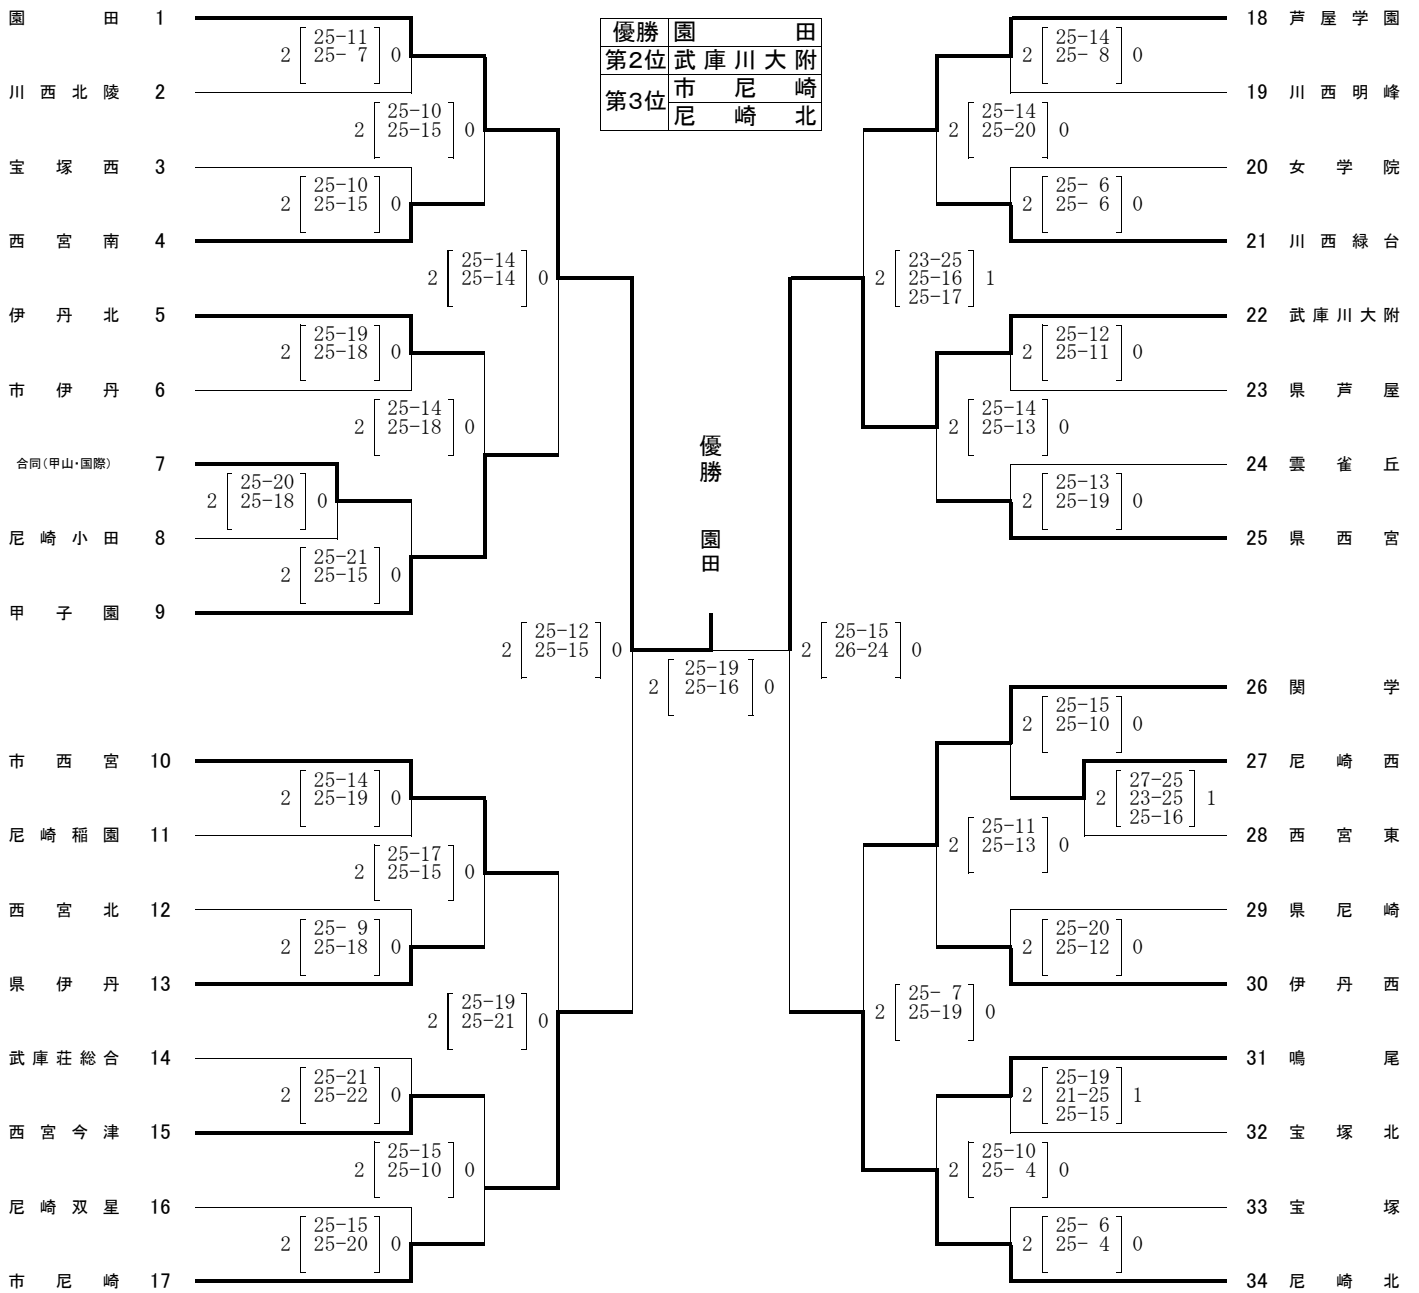 優勝 園田
第2位 武庫川大附
第3位 市尼崎
尼崎北
園田 1
2 25-11 0
25- 7
川西北陵 2
2 25-10 0
25-15
宝塚西 3
2 25-10 0
25-15
西宮南 4
2 25-14 0
25-14
伊丹北 5
2 25-19 0
25-18
市伊丹 6
2 25-14 0
25-18
合同(甲山・国際) 7
2 25-20 0
25-18
尼崎小田 8
2 25-21 0
25-15
甲子園 9
2 25-12 0
25-15
市西宮 10
2 25-14 0
25-19
尼崎稲園 11
2 25-17 0
25-15
西宮北 12
2 25- 9 0
25-18
県伊丹 13
2 25-19 0
25-21
武庫荘総合 14
2 25-21 0
25-22
西宮今津 15
2 25-15 0
25-10
尼崎双星 16
2 25-15 0
25-20
市尼崎 17
優勝 園田
2 25-19 0
25-16
18 芦屋学園
2 25-14 0
25- 8
19 川西明峰
2 25-14 0
25-20
20 女学院
2 25- 6 0
25- 6
21 川西緑台
2 23-25 1
25-16
25-17
22 武庫川大附
2 25-12 0
25-11
23 県芦屋
2 25-14 0
25-13
24 雲雀丘
2 25-13 0
25-19
25 県西宮
2 25-15 0
26-24
26 関学
2 25-15 0
25-10
27 尼崎西
2 27-25 1
23-25
25-16
28 西宮東
2 25-11 0
25-13
29 県尼崎
2 25-20 0
25-12
30 伊丹西
2 25- 7 0
25-19
31 鳴尾
2 25-19 1
21-25
25-15
32 宝塚北
2 25-10 0
25- 4
33 宝塚
2 25- 6 0
25- 4
34 尼崎北